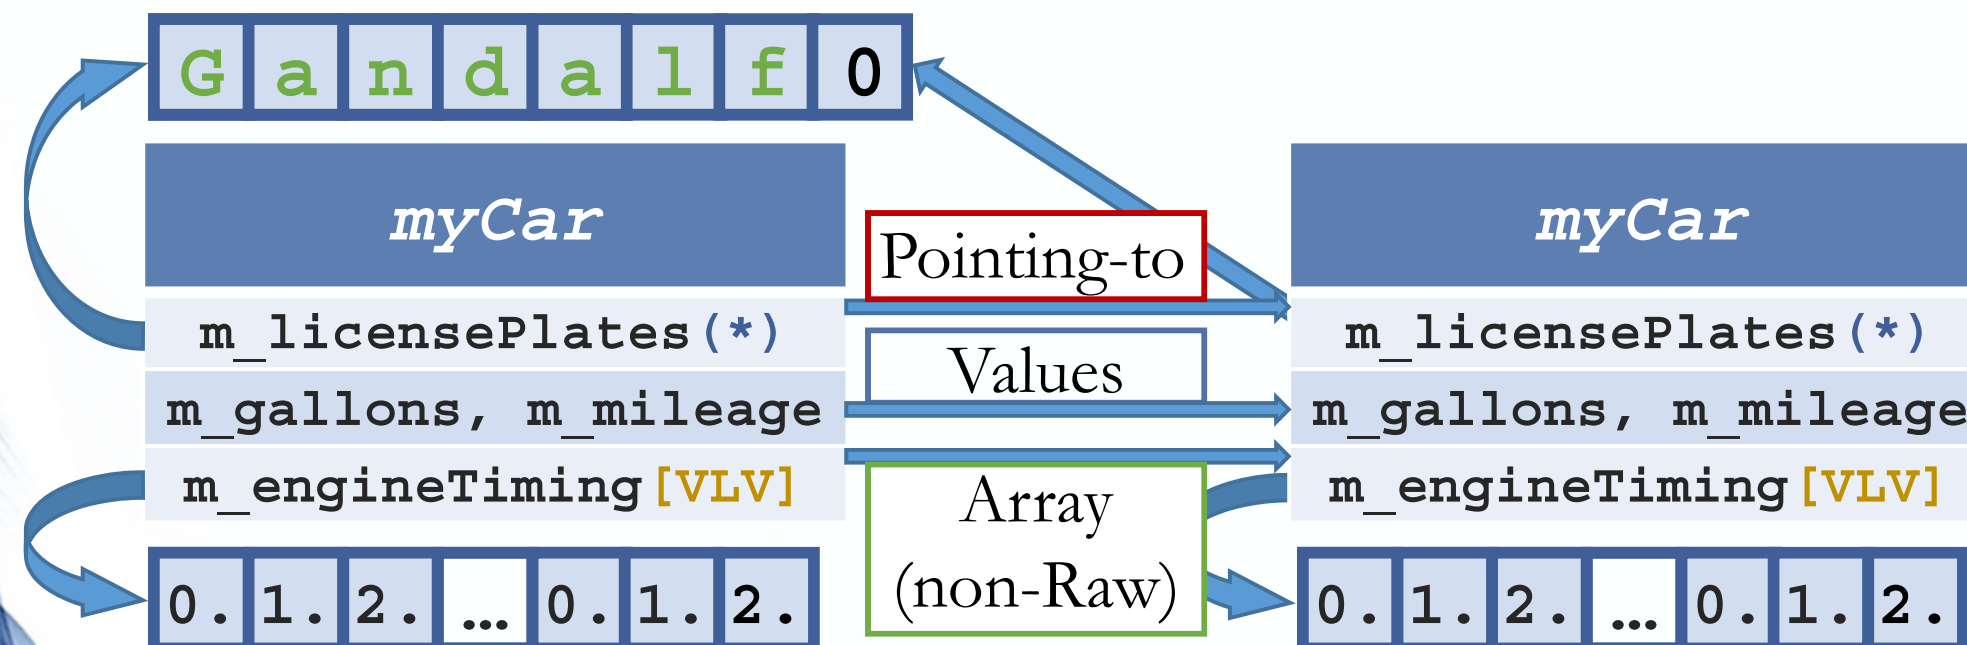 G a n d a l f 0
myCar
m_licensePlates(*)
m_gallons, m_mileage
m_engineTiming[VLV]
0. 1. 2. … 0. 1. 2.
Pointing-to
Values
Array
(non-Raw)
myCar
m_licensePlates(*)
m_gallons, m_mileage
m_engineTiming[VLV]
0. 1. 2. … 0. 1. 2.